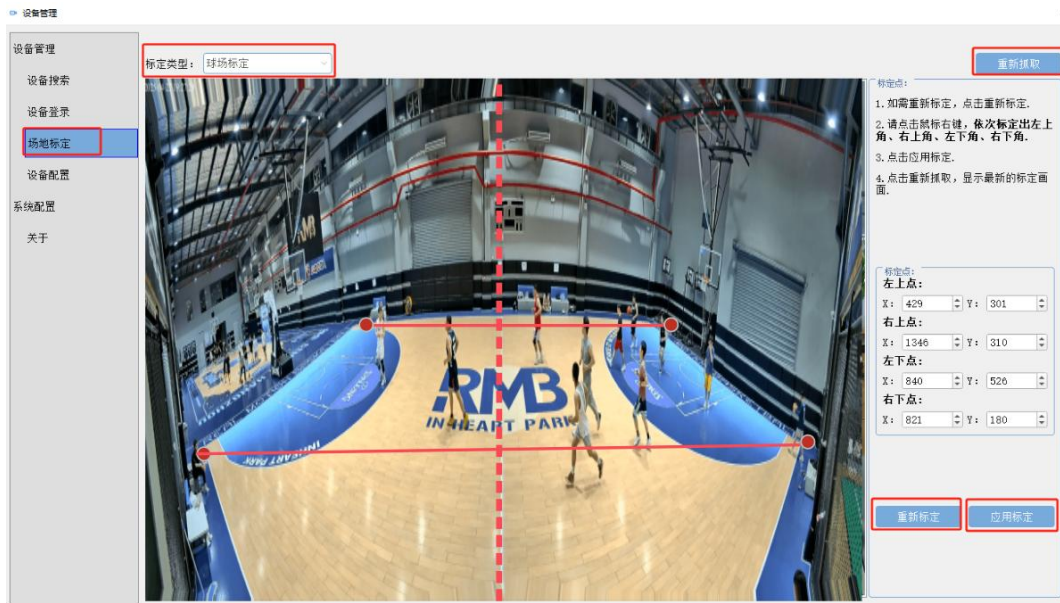 设备管理
设备管理
设备搜索
设备登录
场地标定
设备配置
系统配置
关于
标定类型: 球场标定
重新抓取
RMB
RMB
IN HEART PARK
标定点:
1.如需重新标定，点击重新标定.
2.请点击鼠标右键，依次标定出左上
角、右上角、左下角、右下角.
3.点击应用标定.
4.点击重新抓取，显示最新的标定画
面.
标定点:
左上点:
X: 429 Y: 301
右上点:
X: 1346 Y: 310
左下点:
X: 840 Y: 526
右下点:
X: 821 Y: 180
重新标定 应用标定